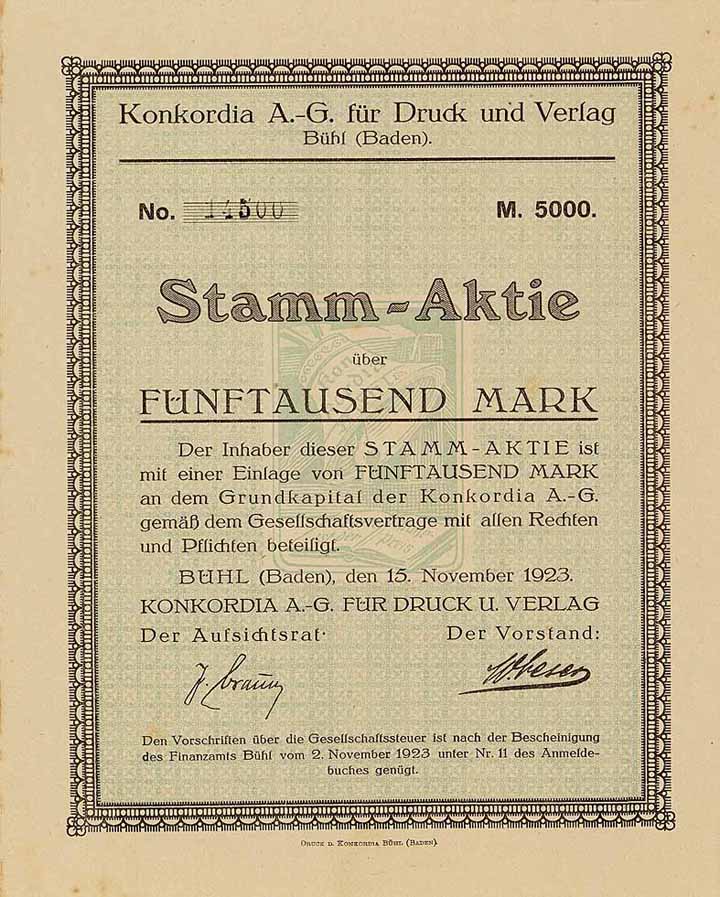 Konkordia A.-G. für Druck und Verlag
Bühl (Baden).
No. 14500 M. 5000.
Stamm-Aktie
über
FÜNFTAUSEND MARK
Der Inhaber dieser STAMM-AKTIE ist
mit einer Einlage von FÜNFTAUSEND MARK
an dem Grundkapital der Konkordia A.-G.
gemäß dem Gesellschaftsvertrage mit allen Rechten
und Pflichten beteiligt.
BÜHL (Baden), den 15. November 1923.
KONKORDIA A.-G. FÜR DRUCK U. VERLAG
Der Aufsichtsrat: Der Vorstand:
J. Braun W. Veser
Den Vorschriften über die Gesellschaftssteuer ist nach der Bescheinigung
des Finanzamts Bühl vom 2. November 1923 unter Nr. 11 des Anmelde-
buches genügt.
DRUCK D. KONKORDIA BÜHL (BADEN).